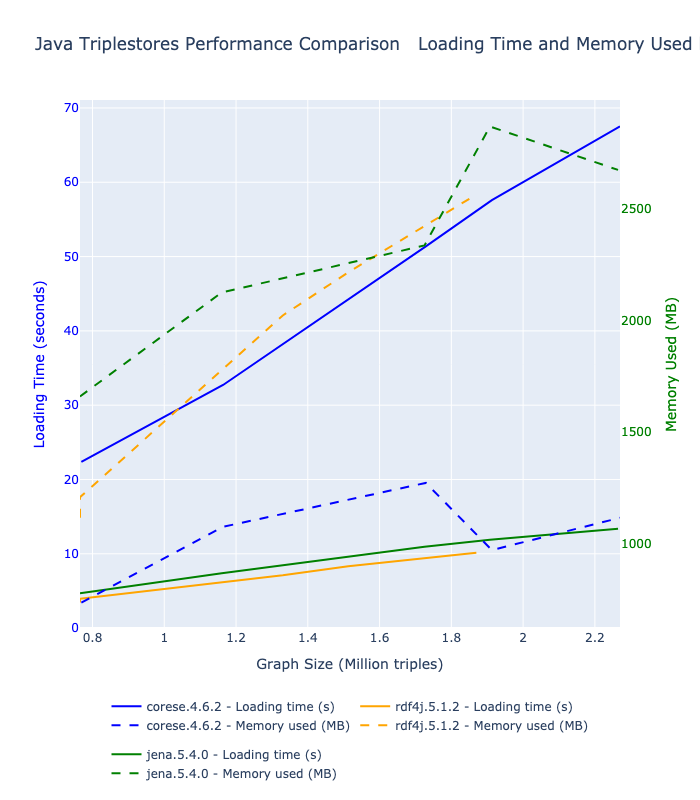 Java Triplestores Performance Comparison   Loading Time and Memory Used
70
60
50
40
30
20
10
0
Loading Time (seconds)
2500
2000
1500
1000
Memory Used (MB)
0.8 1 1.2 1.4 1.6 1.8 2 2.2
Graph Size (Million triples)
corese.4.6.2 - Loading time (s) rdf4j.5.1.2 - Loading time (s)
corese.4.6.2 - Memory used (MB) rdf4j.5.1.2 - Memory used (MB)
jena.5.4.0 - Loading time (s)
jena.5.4.0 - Memory used (MB)